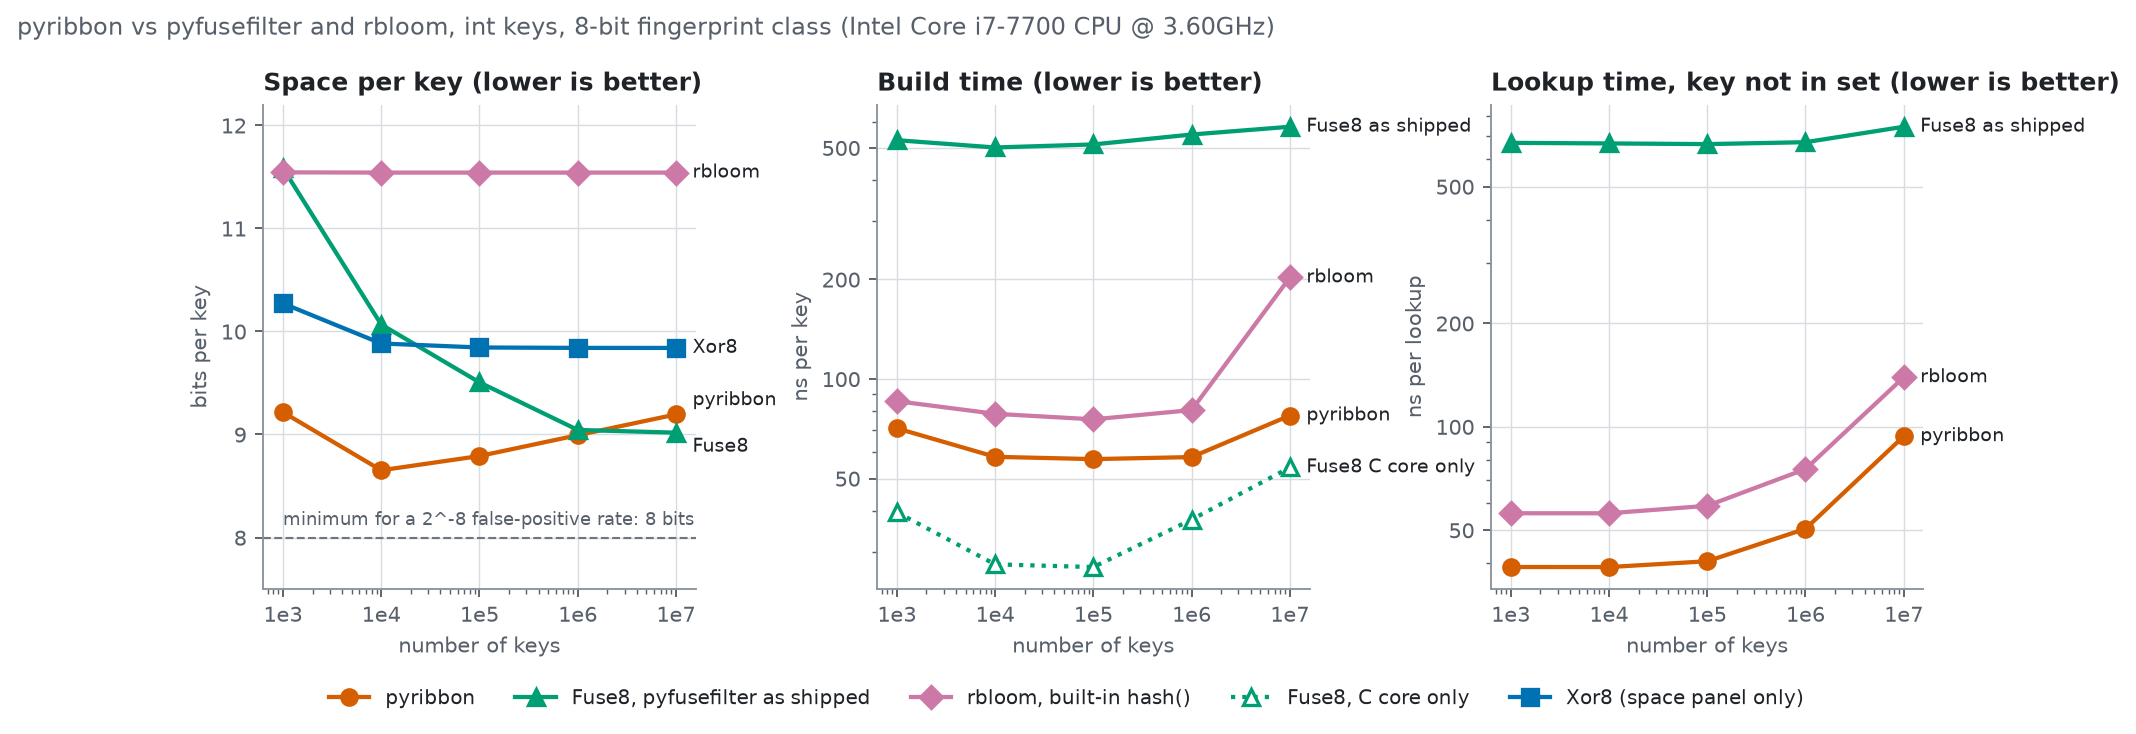 pyribbon vs pyfusefilter and rbloom, int keys, 8-bit fingerprint class (Intel Core i7-7700 CPU @ 3.60GHz)
Space per key (lower is better)
12
11
10
9
8
bits per key
rbloom
Xor8
pyribbon
Fuse8
minimum for a 2^-8 false-positive rate: 8 bits
1e3 1e4 1e5 1e6 1e7
number of keys
Build time (lower is better)
500
200
100
50
ns per key
Fuse8 as shipped
rbloom
pyribbon
Fuse8 C core only
1e3 1e4 1e5 1e6 1e7
number of keys
Lookup time, key not in set (lower is better)
500
200
100
50
ns per lookup
Fuse8 as shipped
rbloom
pyribbon
1e3 1e4 1e5 1e6 1e7
number of keys
pyribbon Fuse8, pyfusefilter as shipped rbloom, built-in hash() Fuse8, C core only Xor8 (space panel only)